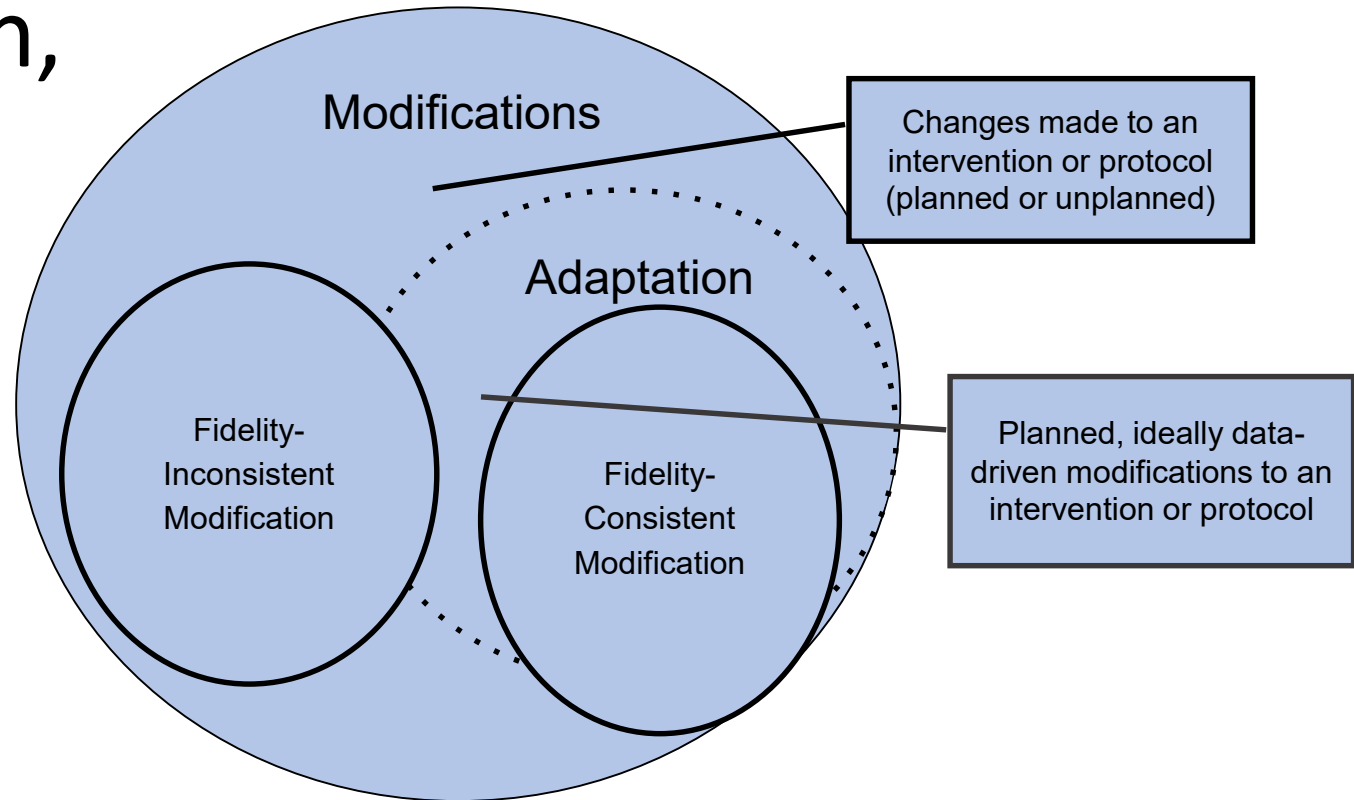 n,
Modifications
Changes made to an
intervention or protocol
(planned or unplanned)
Adaptation
Fidelity-
Inconsistent
Modification
Fidelity-
Consistent
Modification
Planned, ideally data-
driven modifications to an
intervention or protocol